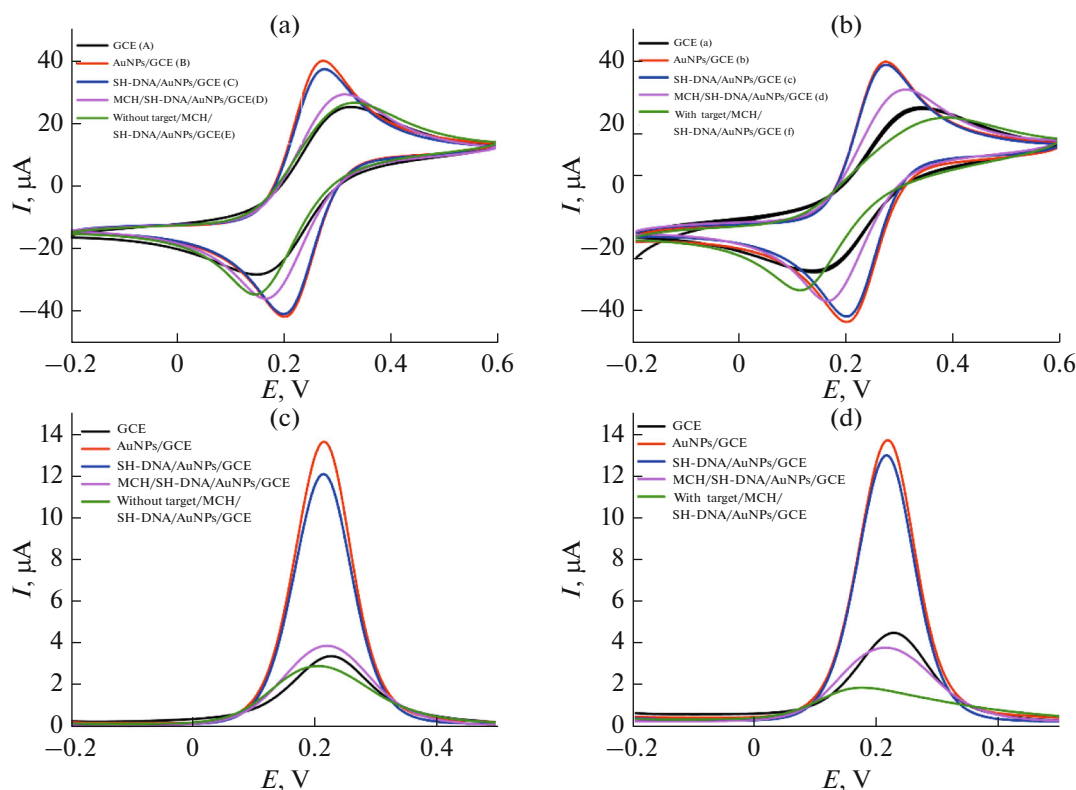 (a)
GCE (A)
AuNPs/GCE (B)
SH-DNA/AuNPs/GCE (C)
MCH/SH-DNA/AuNPs/GCE(D)
Without target/MCH/
SH-DNA/AuNPs/GCE(E)
40
20
0
−20
−40
I, μA
−0.2
0
0.2
0.4
0.6
E, V
(b)
GCE (a)
AuNPs/GCE (b)
SH-DNA/AuNPs/GCE (c)
MCH/SH-DNA/AuNPs/GCE (d)
With target/MCH/
SH-DNA/AuNPs/GCE (f)
40
20
0
−20
−40
I, μA
−0.2
0
0.2
0.4
0.6
E, V
(c)
GCE
AuNPs/GCE
SH-DNA/AuNPs/GCE
MCH/SH-DNA/AuNPs/GCE
Without target/MCH/
SH-DNA/AuNPs/GCE
14
12
10
8
6
4
2
0
I, μA
−0.2
0
0.2
0.4
E, V
(d)
GCE
AuNPs/GCE
SH-DNA/AuNPs/GCE
MCH/SH-DNA/AuNPs/GCE
With target/MCH/
SH-DNA/AuNPs/GCE
14
12
10
8
6
4
2
0
I, μA
−0.2
0
0.2
0.4
E, V